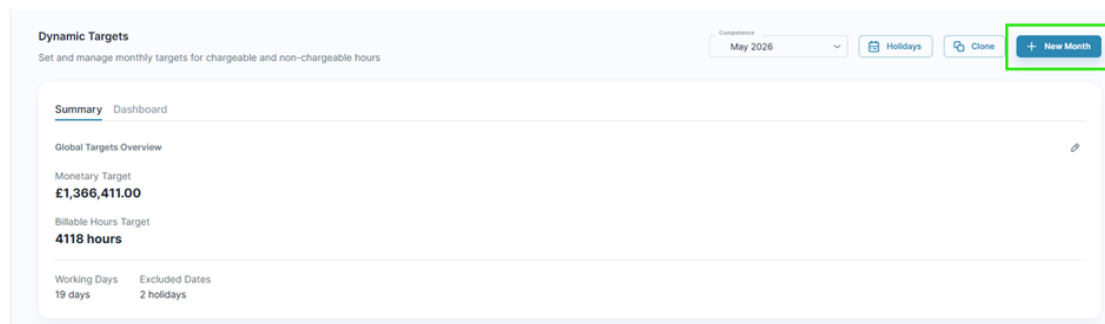 Dynamic Targets
Set and manage monthly targets for chargeable and non-chargeable hours
Competence
May 2026
Holidays
Clone
+ New Month
Summary Dashboard
Global Targets Overview
Monetary Target
£1,366,411.00
Billable Hours Target
4118 hours
Working Days Excluded Dates
19 days 2 holidays